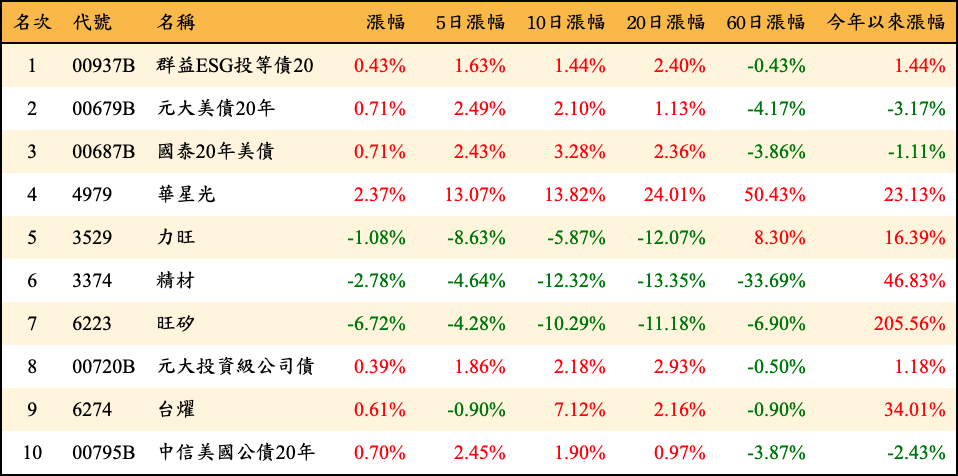 名次 代號 名稱 漲幅 5日漲幅 10日漲幅 20日漲幅 60日漲幅 今年以來漲幅
1 00937B 群益ESG投等債20 0.43% 1.63% 1.44% 2.40% -0.43% 1.44%
2 00679B 元大美債20年 0.71% 2.49% 2.10% 1.13% -4.17% -3.17%
3 00687B 國泰20年美債 0.71% 2.43% 3.28% 2.36% -3.86% -1.11%
4 4979 華星光 2.37% 13.07% 13.82% 24.01% 50.43% 23.13%
5 3529 力旺 -1.08% -8.63% -5.87% -12.07% 8.30% 16.39%
6 3374 精材 -2.78% -4.64% -12.32% -13.35% -33.69% 46.83%
7 6223 旺矽 -6.72% -4.28% -10.29% -11.18% -6.90% 205.56%
8 00720B 元大投資級公司債 0.39% 1.86% 2.18% 2.93% -0.50% 1.18%
9 6274 台燿 0.61% -0.90% 7.12% 2.16% -0.90% 34.01%
10 00795B 中信美國公債20年 0.70% 2.45% 1.90% 0.97% -3.87% -2.43%